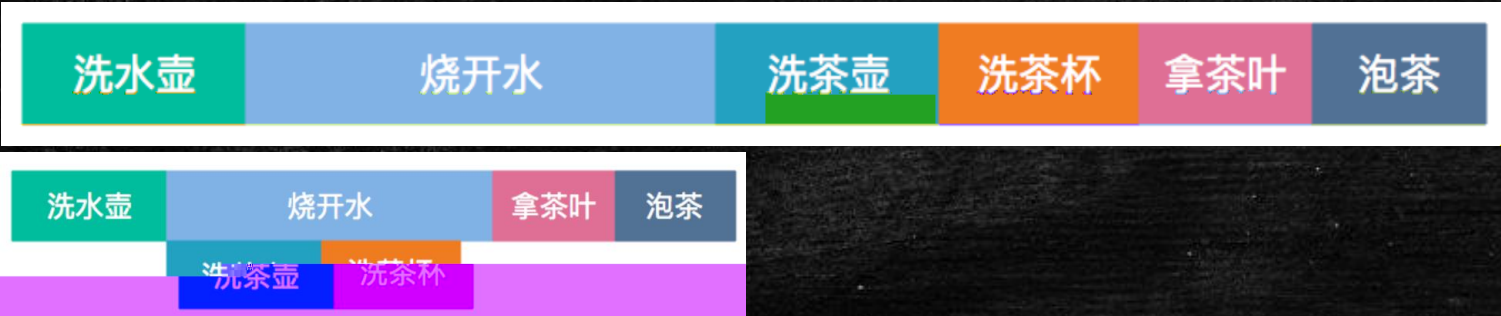 洗水壶 烧开水 洗茶壶 洗茶杯 拿茶叶 泡茶
洗水壶 烧开水 拿茶叶 泡茶
洗茶壶 洗茶杯